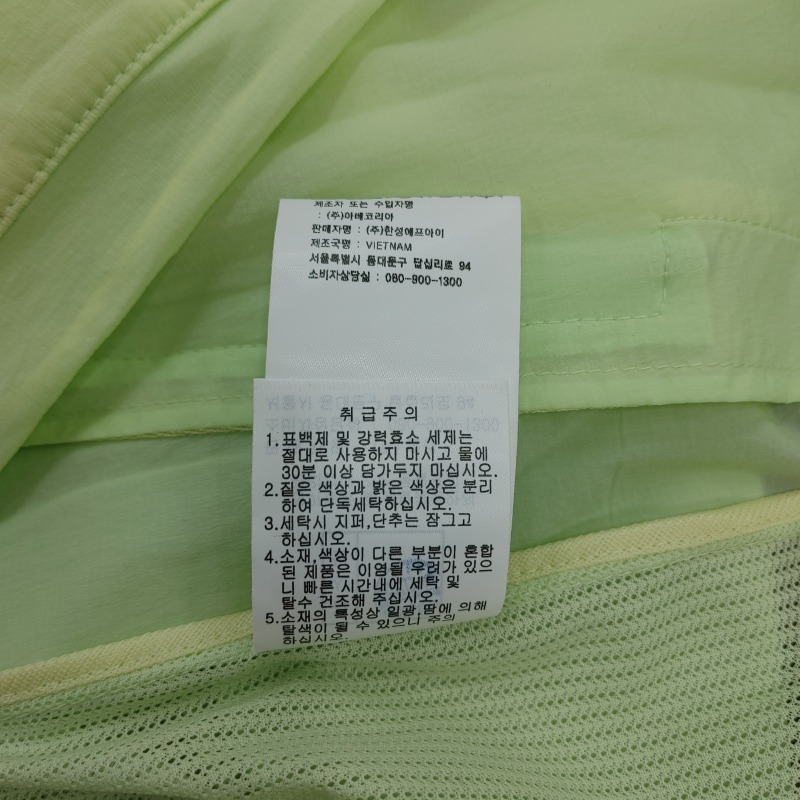 제조자 또는 수입자명
: (주)아레코리아
판매자명 : (주)한성에프아이
제조국명 : VIETNAM
서울특별시 동대문구 답십리로 94
소비자상담실 : 080-900-1300
취급주의
1.표백제 및 강력효소 세제는
절대로 사용하지 마시고 물에
30분 이상 담가두지 마십시오.
2.짙은 색상과 밝은 색상은 분리
하여 단독세탁하십시오.
3.세탁시 지퍼,단추는 잠그고
하십시오.
4.소재,색상이 다른 부분이 혼합
된 제품은 이염될 우려가 있으
니 빠른 시간내에 세탁 및
탈수 건조해 주십시오.
5.소재의 특성상 일광,땀에 의해
탈색이 될 수 있으니 주의
하십시오